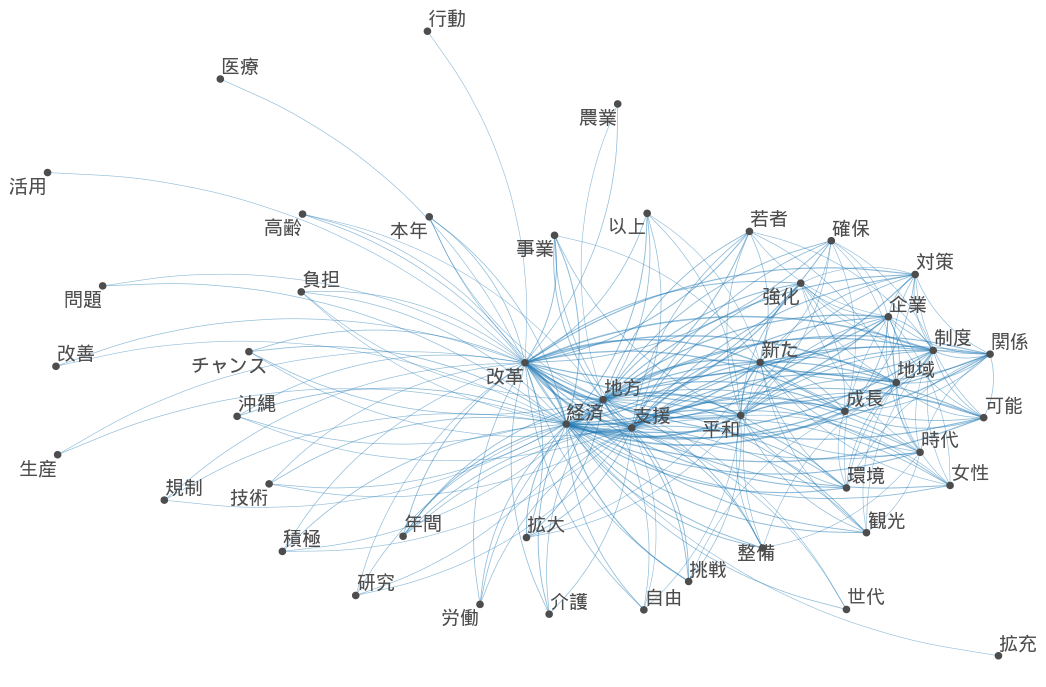 行動
医療
農業
活用
高齢
本年
以上
若者
確保
事業
対策
問題
負担
強化
企業
改善
チャンス
新た
制度
関係
改革
地方
地域
沖縄
経済
支援
平和
成長
可能
生産
時代
規制
技術
環境
女性
積極
年間
拡大
整備
観光
研究
労働
介護
自由
挑戦
世代
拡充